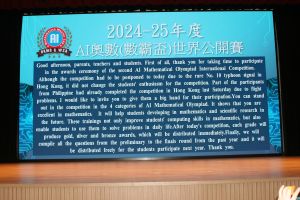 AI
2024-25年度
AI奧數(數霸盃)世界公開賽
Good afternoon, parents, teachers and students. First of all, thank you for taking time to participate
in the awards ceremony of the second AI Mathematical Olympiad International Competition.
Although the competition had to be postponed due to the rare No. 10 typhoon signal in
Hong Kong, it did not change the students' enthusiasm for the competition. Part of the students from
Philippine had already completed the competition in Hong Kong last Saturday due to flight
problems. I would like to invite you to give them a big hand for their participation.You can stand
out in the competition in the 4 categories of AI Mathematical Olympiad. It shows that you are
excellent in mathematics. It will help students developing in mathematics and scientific research in
the future. These trainings not only improve students' computing skills in mathematics, but also
enable students to use them to solve problems in daily life.After today's competition, each grade will
produce gold, silver and bronze awards, which will be distributed immediately.Finally, we will
compile all the questions from the preliminary to the finals round from the past year and it will
be distributed freely for the students participate next year. Thank you.